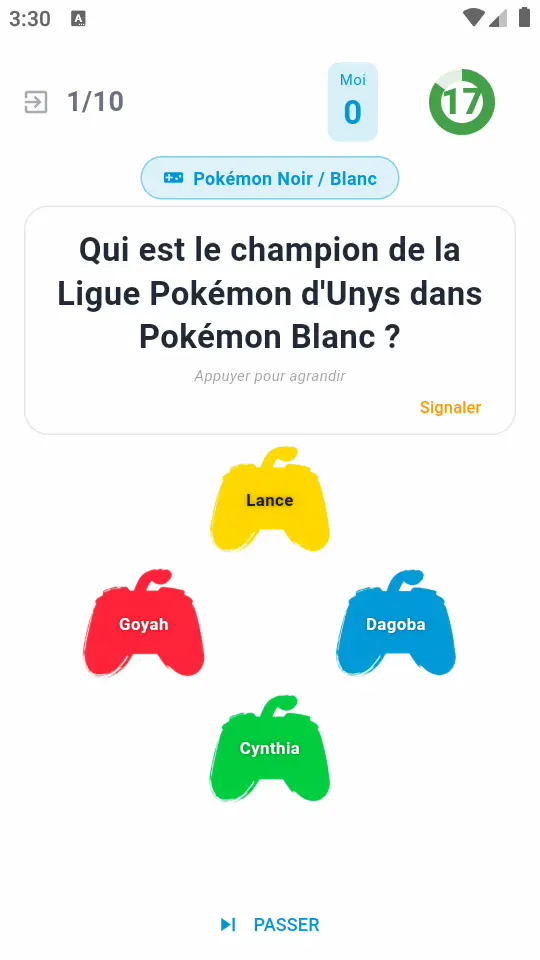 3:30
A
1/10
Moi
0
17
Pokémon Noir / Blanc
Qui est le champion de la
Ligue Pokémon d'Unys dans
Pokémon Blanc ?
Appuyer pour agrandir
Signaler
Lance
Goyah
Dagoba
Cynthia
PASSER